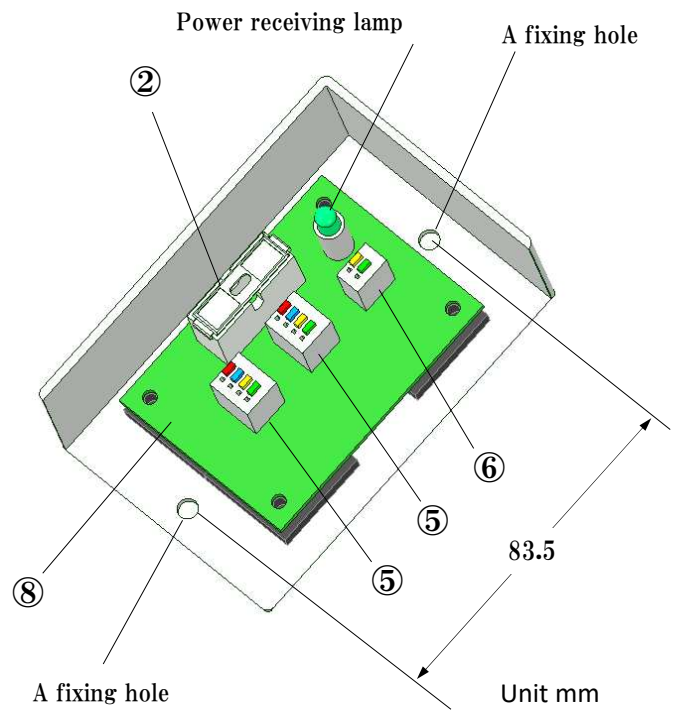 Power receiving lamp
A fixing hole
②
⑥
⑤
83.5
⑤
⑧
A fixing hole
Unit mm